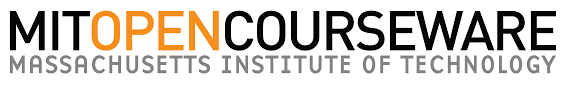 MITOPENCOURSEWARE
MASSACHUSETTS INSTITUTE OF TECHNOLOGY